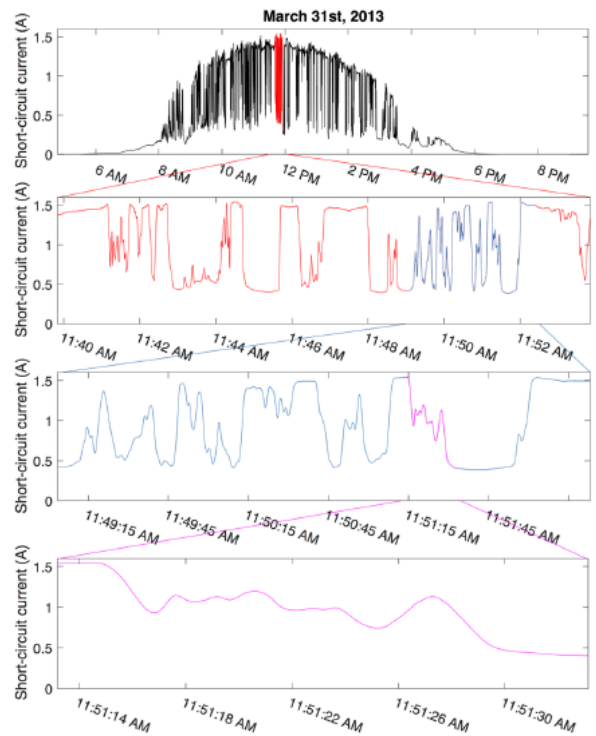 March 31st, 2013
Short-circuit current (A)
1.5
1
0.5
0
6 AM 8 AM 10 AM 12 PM 2 PM 4 PM 6 PM 8 PM
Short-circuit current (A)
1.5
1
0.5
0
11:40 AM 11:42 AM 11:44 AM 11:46 AM 11:48 AM 11:50 AM 11:52 AM
Short-circuit current (A)
1.5
1
0.5
0
11:49:15 AM 11:49:45 AM 11:50:15 AM 11:50:45 AM 11:51:15 AM 11:51:45 AM
Short-circuit current (A)
1.5
1
0.5
0
11:51:14 AM 11:51:18 AM 11:51:22 AM 11:51:26 AM 11:51:30 AM